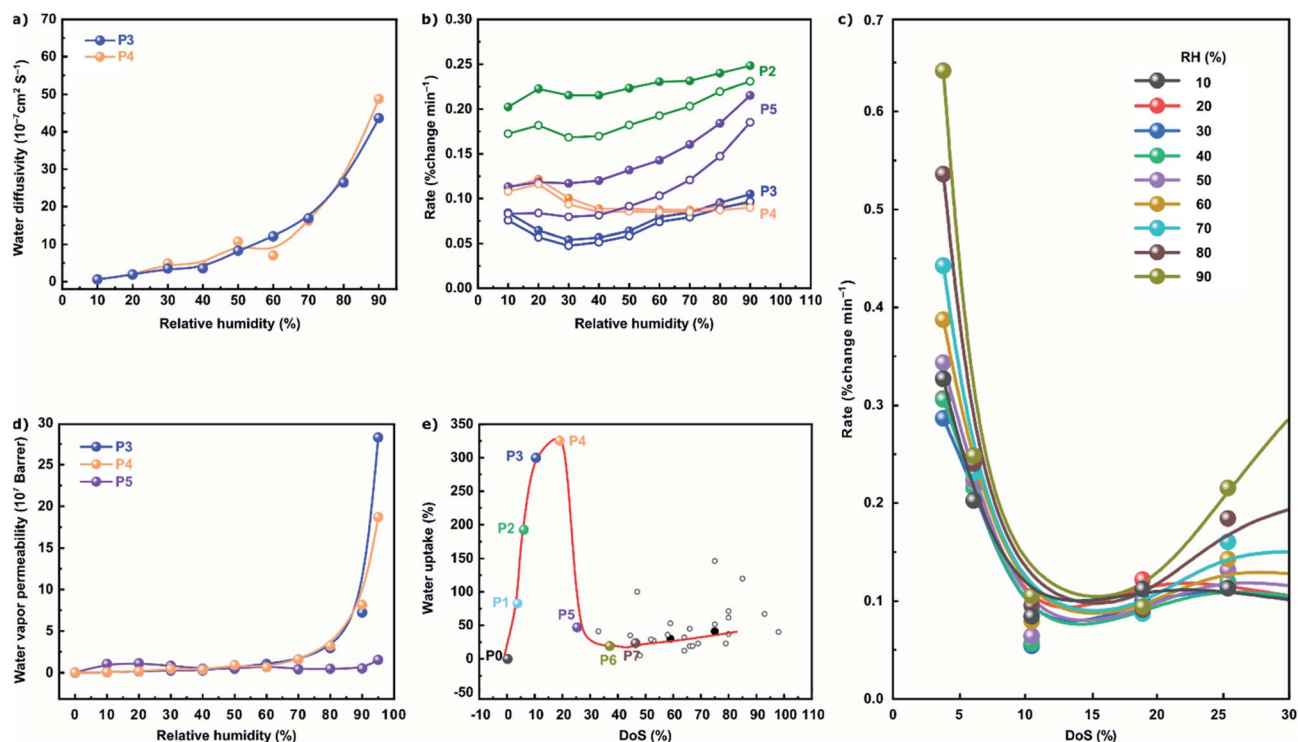 a)
Water diffusivity (10⁻⁷cm² S⁻¹)
70
60
50
40
30
20
10
0
P3
P4
0 10 20 30 40 50 60 70 80 90 100
Relative humidity (%)
b)
Rate (%change min⁻¹)
0.30
0.25
0.20
0.15
0.10
0.05
0.00
P2
P5
P3
P4
0 10 20 30 40 50 60 70 80 90 100 110
Relative humidity (%)
c)
Rate (%change min⁻¹)
0.7
0.6
0.5
0.4
0.3
0.2
0.1
0.0
RH (%)
10
20
30
40
50
60
70
80
90
0 5 10 15 20 25 30
DoS (%)
d)
Water vapor permeability (10⁷ Barrer)
30
25
20
15
10
5
0
P3
P4
P5
0 10 20 30 40 50 60 70 80 90 100
Relative humidity (%)
e)
Water uptake (%)
350
300
250
200
150
100
50
0
-50
P4
P3
P2
P1
P5
P0
P6
P7
-10 0 10 20 30 40 50 60 70 80 90 100 110
DoS (%)